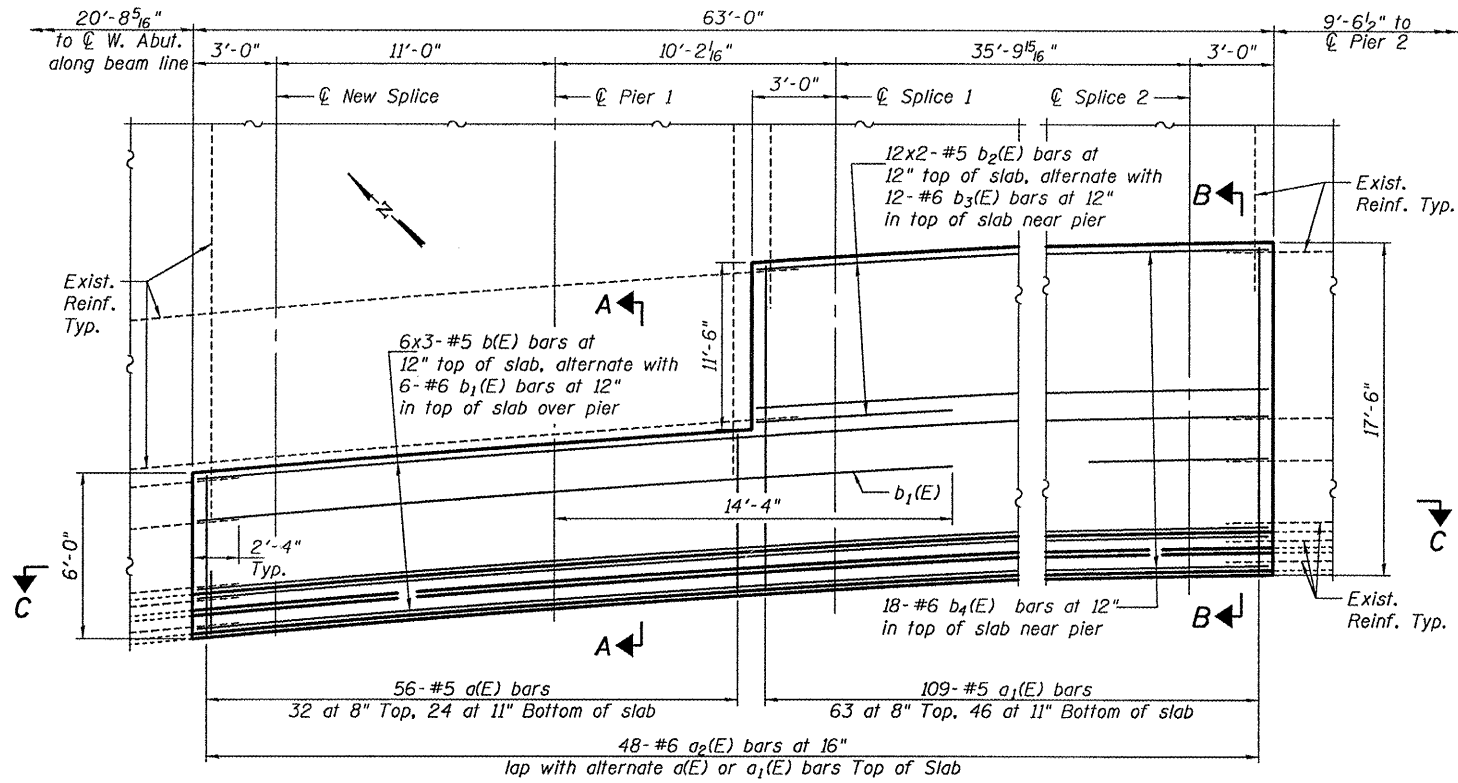 20'-8 5/16"
to ℄ W. Abut.
along beam line
63'-0"
9'-6 1/2" to
℄ Pier 2
3'-0"
11'-0"
10'-2 1/16"
35'-9 15/16"
3'-0"
3'-0"
℄ New Splice
℄ Pier 1
℄ Splice 1
℄ Splice 2
12x2- #5 b2(E) bars at
12" top of slab, alternate with
12- #6 b3(E) bars at 12"
in top of slab near pier
B
Exist.
Reinf. Typ.
N
Exist.
Reinf.
Typ.
A
11'-6"
6x3- #5 b(E) bars at
12" top of slab, alternate with
6- #6 b1(E) bars at 12"
in top of slab over pier
17'-6"
b1(E)
14'-4"
2'-4"
Typ.
6'-0"
C
C
18- #6 b4(E) bars at 12"
in top of slab near pier
B
Exist.
Reinf. Typ.
A
56- #5 a(E) bars
32 at 8" Top, 24 at 11" Bottom of slab
109- #5 a1(E) bars
63 at 8" Top, 46 at 11" Bottom of slab
48- #6 a2(E) bars at 16"
lap with alternate a(E) or a1(E) bars Top of Slab